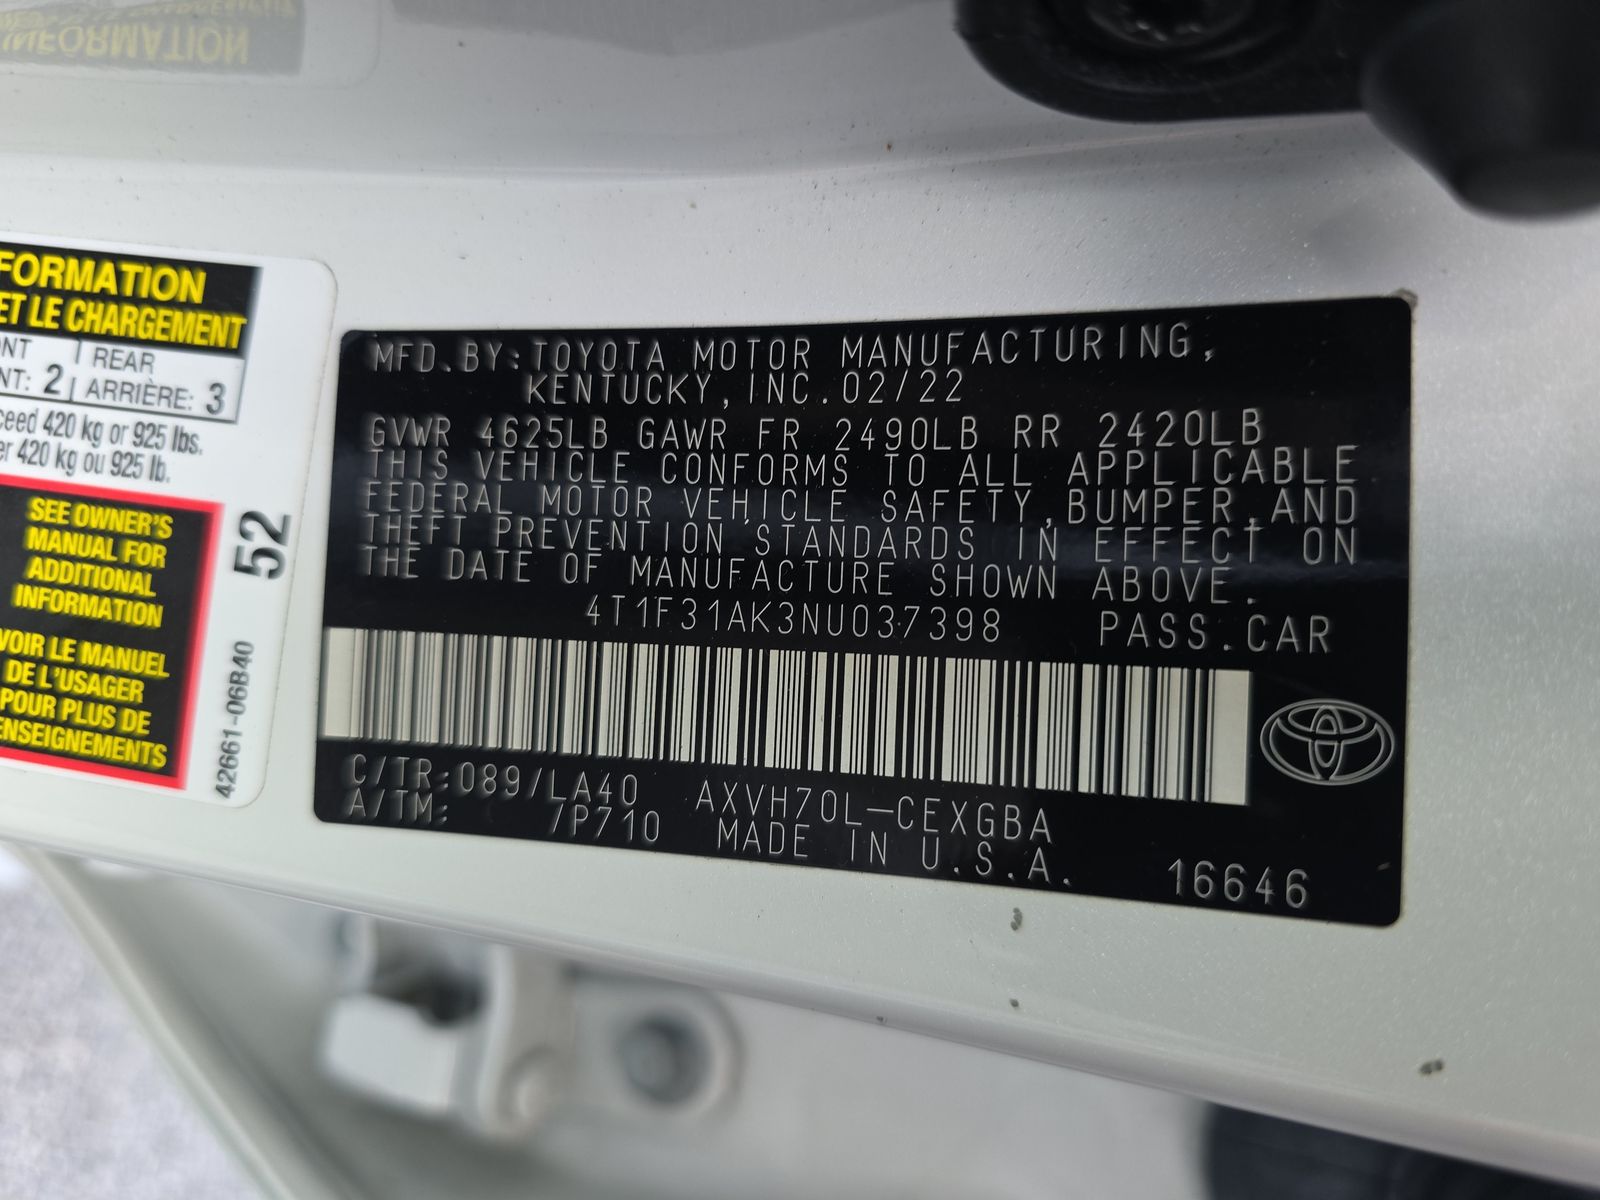 FORMATION
ET LE CHARGEMENT
REAR
2 ARRIÈRE: 3
420 kg or 925 lbs.
420 kg ou 925 lb.
SEE OWNER'S
MANUAL FOR
ADDITIONAL
INFORMATION
VOIR LE MANUEL
DE L'USAGER
POUR PLUS DE
52
42661-06B40
MFD.BY:TOYOTA MOTOR MANUFACTURING,
KENTUCKY,INC.02/22
GVWR 4625LB GAWR FR 2490LB RR 2420LB
THIS VEHICLE CONFORMS TO ALL APPLICABLE
FEDERAL MOTOR VEHICLE SAFETY,BUMPER,AND
THEFT PREVENTION STANDARDS IN EFFECT ON
THE DATE OF MANUFACTURE SHOWN ABOVE.
4T1F31AK3NU037398 PASS.CAR
C/TR:089/LA40 AXVH70L-CEXGBA
A/TM: /P710 MADE IN U.S.A.
16646